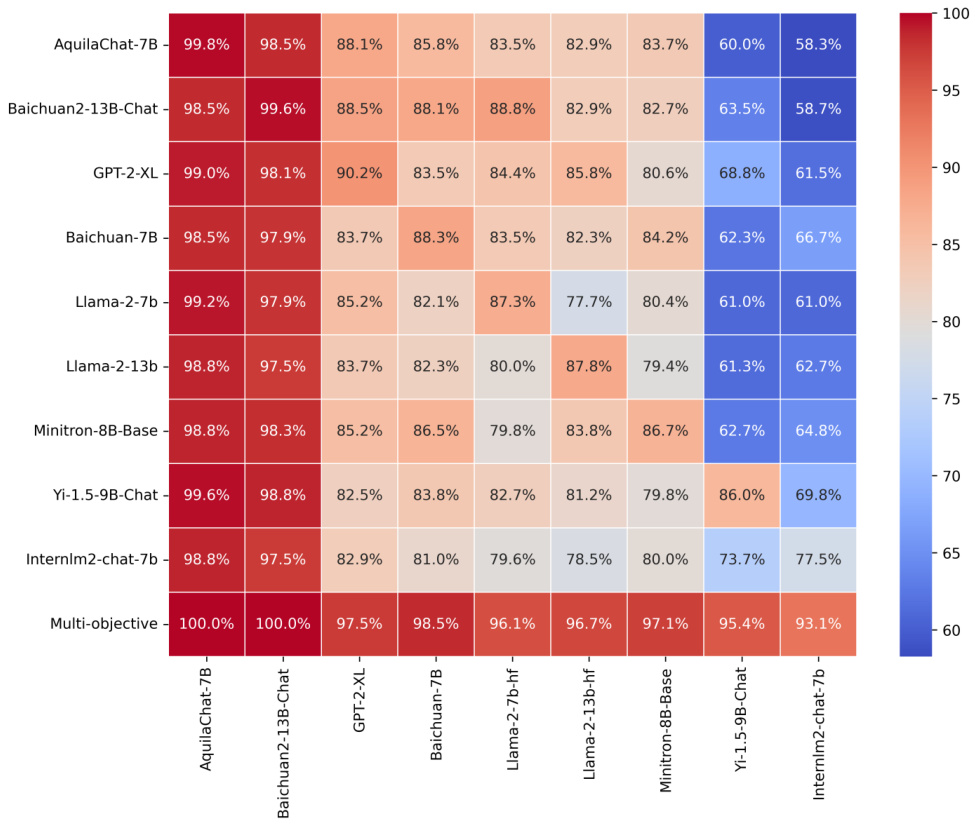 AquilaChat-7B 99.8% 98.5% 88.1% 85.8% 83.5% 82.9% 83.7% 60.0% 58.3%
Baichuan2-13B-Chat 98.5% 99.6% 88.5% 88.1% 88.8% 82.9% 82.7% 63.5% 58.7%
GPT-2-XL 99.0% 98.1% 90.2% 83.5% 84.4% 85.8% 80.6% 68.8% 61.5%
Baichuan-7B 98.5% 97.9% 83.7% 88.3% 83.5% 82.3% 84.2% 62.3% 66.7%
Llama-2-7b 99.2% 97.9% 85.2% 82.1% 87.3% 77.7% 80.4% 61.0% 61.0%
Llama-2-13b 98.8% 97.5% 83.7% 82.3% 80.0% 87.8% 79.4% 61.3% 62.7%
Minitron-8B-Base 98.8% 98.3% 85.2% 86.5% 79.8% 83.8% 86.7% 62.7% 64.8%
Yi-1.5-9B-Chat 99.6% 98.8% 82.5% 83.8% 82.7% 81.2% 79.8% 86.0% 69.8%
Internlm2-chat-7b 98.8% 97.5% 82.9% 81.0% 79.6% 78.5% 80.0% 73.7% 77.5%
Multi-objective 100.0% 100.0% 97.5% 98.5% 96.1% 96.7% 97.1% 95.4% 93.1%
AquilaChat-7B
Baichuan2-13B-Chat
GPT-2-XL
Baichuan-7B
Llama-2-7b-hf
Llama-2-13b-hf
Minitron-8B-Base
Yi-1.5-9B-Chat
Internlm2-chat-7b
100
95
90
85
80
75
70
65
60